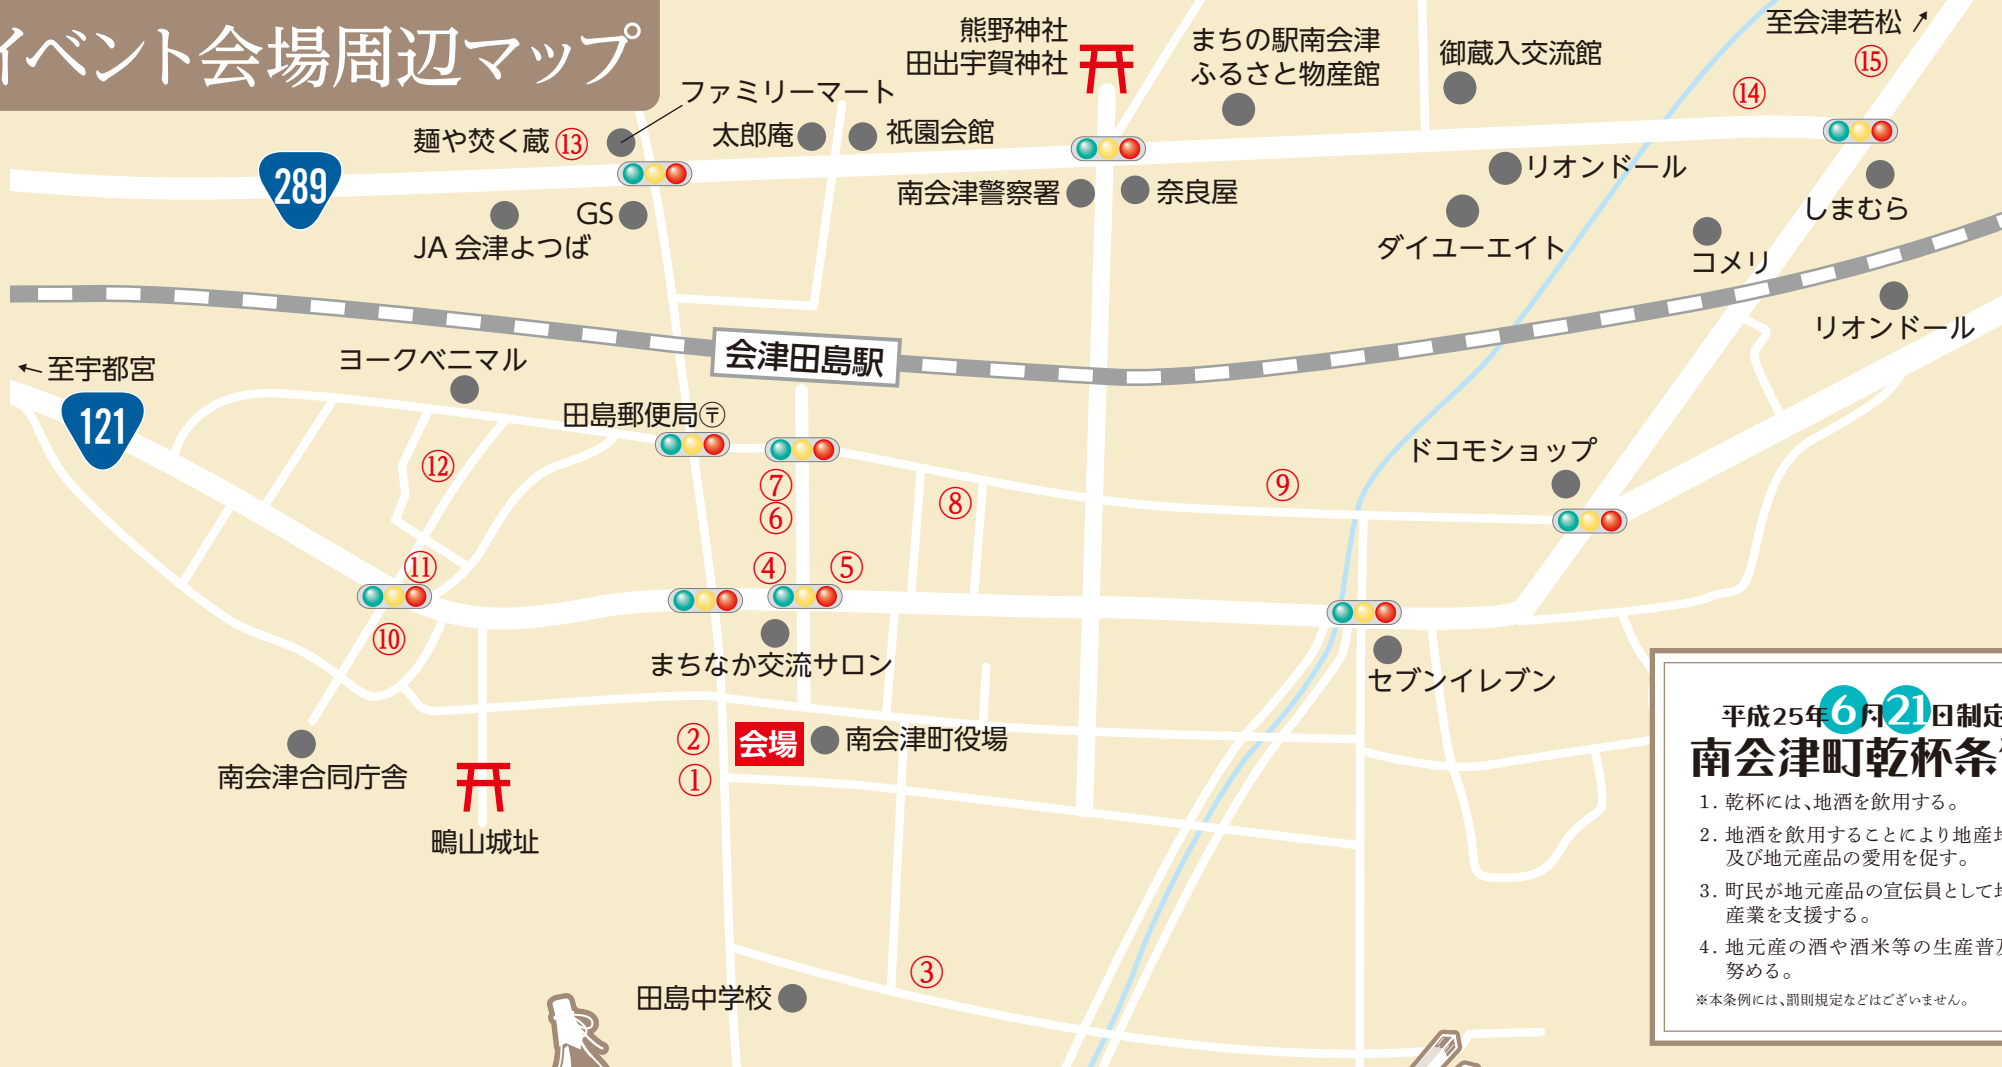 イベント会場周辺マップ
熊野神社
田出宇賀神社
まちの駅南会津
ふるさと物産館
御蔵入交流館
至会津若松
⑮
⑭
ファミリーマート
麺や焚く蔵 ⑬
太郎庵
祇園会館
289
GS
JA 会津よつば
南会津警察署
奈良屋
リオンドール
ダイユーエイト
しまむら
コメリ
リオンドール
会津田島駅
至宇都宮
121
ヨークベニマル
田島郵便局〒
⑫
⑦
⑥
⑧
⑨
ドコモショップ
⑪
④
⑤
⑩
まちなか交流サロン
セブンイレブン
②
①
会場
南会津町役場
南会津合同庁舎
鴫山城址
③
田島中学校
平成25年6月21日制定
南会津町乾杯条
1. 乾杯には、地酒を飲用する。
2. 地酒を飲用することにより地産
及び地元産品の愛用を促す。
3. 町民が地元産品の宣伝員として
産業を支援する。
4. 地元産の酒や酒米等の生産普
努める。
※本条例には、罰則規定などはございません。